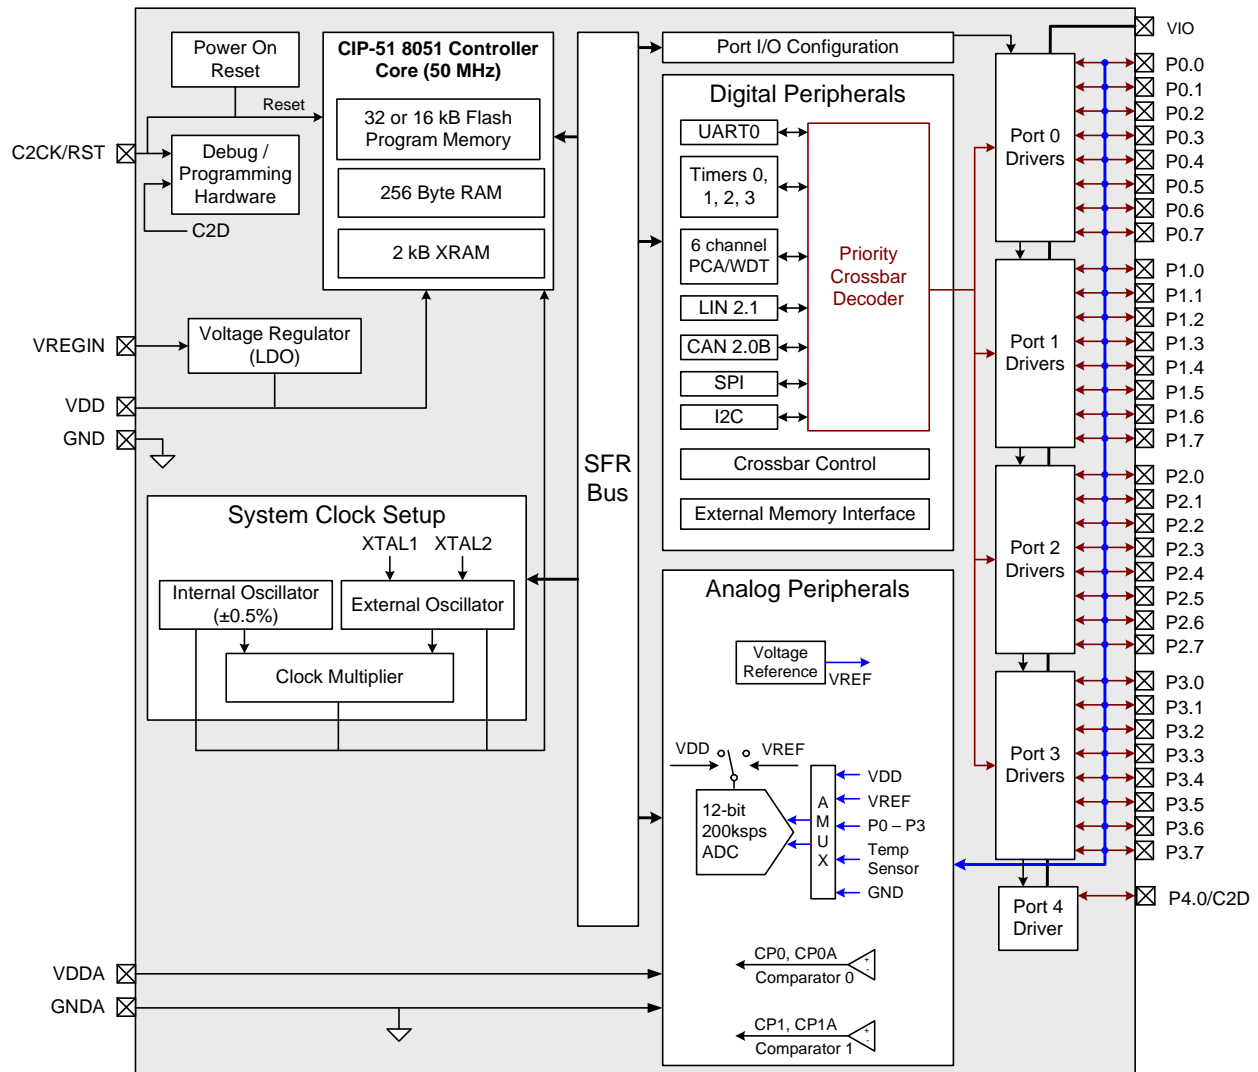 Power On
Reset
Reset
C2CK/RST
Debug /
Programming
Hardware
C2D
CIP-51 8051 Controller
Core (50 MHz)
32 or 16 kB Flash
Program Memory
256 Byte RAM
2 kB XRAM
VREGIN
Voltage Regulator
(LDO)
VDD
GND
System Clock Setup
XTAL1
XTAL2
Internal Oscillator
(±0.5%)
External Oscillator
Clock Multiplier
VDDA
GNDA
SFR
Bus
Port I/O Configuration
Digital Peripherals
UART0
Timers 0,
1, 2, 3
6 channel
PCA/WDT
LIN 2.1
CAN 2.0B
SPI
I2C
Priority
Crossbar
Decoder
Crossbar Control
External Memory Interface
Analog Peripherals
Voltage
Reference
VREF
VDD
VREF
12-bit
200ksps
ADC
A
M
U
X
VDD
VREF
P0 – P3
Temp
Sensor
GND
CP0, CP0A
Comparator 0
+
-
CP1, CP1A
Comparator 1
+
-
Port 0
Drivers
Port 1
Drivers
Port 2
Drivers
Port 3
Drivers
Port 4
Driver
VIO
P0.0
P0.1
P0.2
P0.3
P0.4
P0.5
P0.6
P0.7
P1.0
P1.1
P1.2
P1.3
P1.4
P1.5
P1.6
P1.7
P2.0
P2.1
P2.2
P2.3
P2.4
P2.5
P2.6
P2.7
P3.0
P3.1
P3.2
P3.3
P3.4
P3.5
P3.6
P3.7
P4.0/C2D